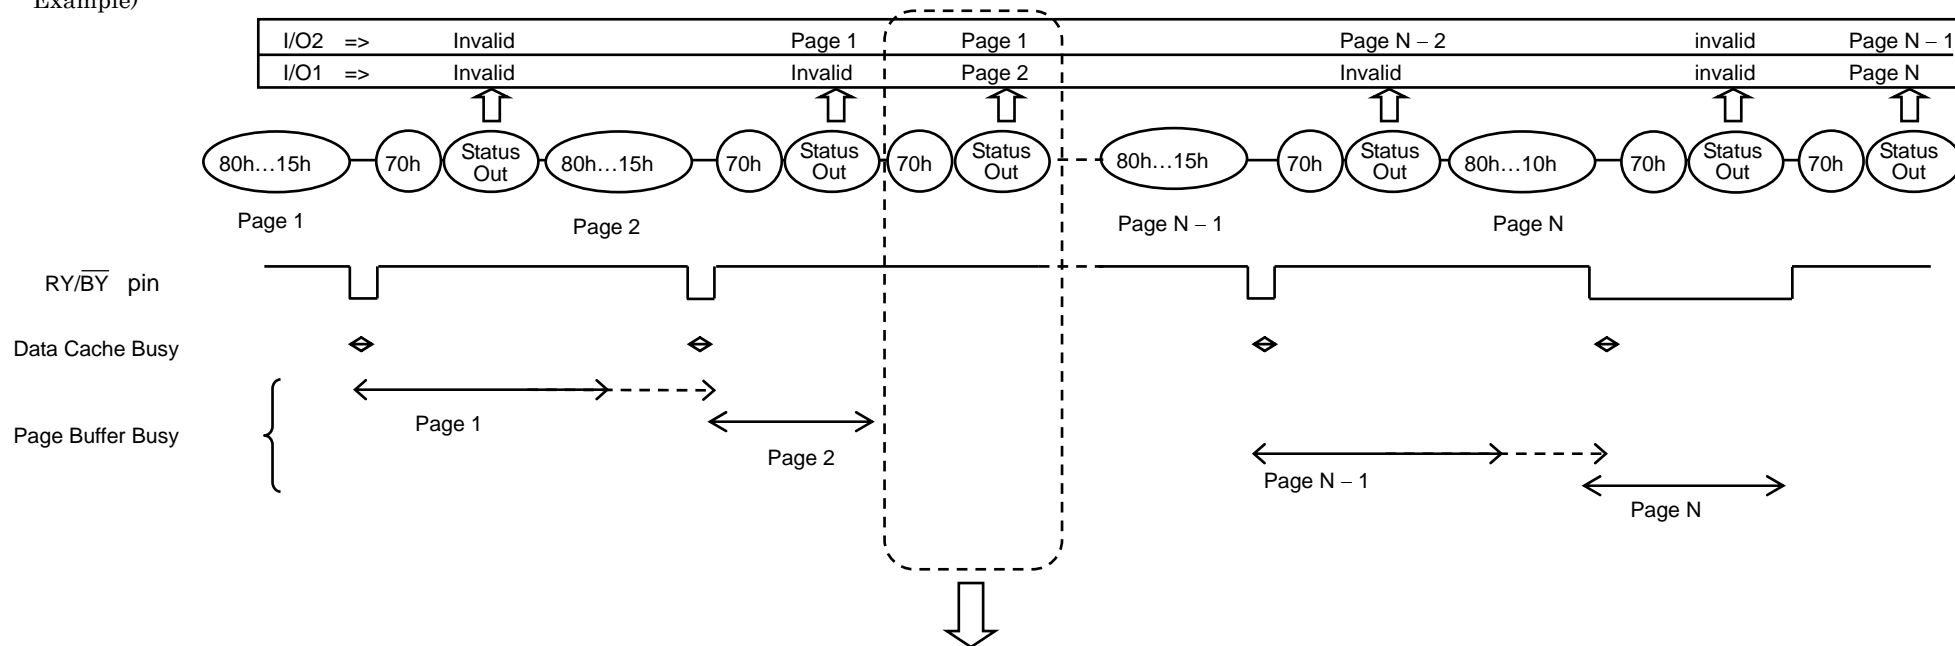 Example)
I/O2 => Invalid Page 1 Page 1 Page N – 2 invalid Page N – 1
I/O1 => Invalid Invalid Page 2 Invalid invalid Page N
80h…15h 70h Status Out 80h…15h 70h Status Out 70h Status Out 80h…15h 70h Status Out 80h…10h 70h Status Out 70h Status Out
Page 1 Page 2 Page N – 1 Page N
RY/B̅Y̅ pin
Data Cache Busy
Page 1
Page Buffer Busy
Page 2
Page N – 1
Page N